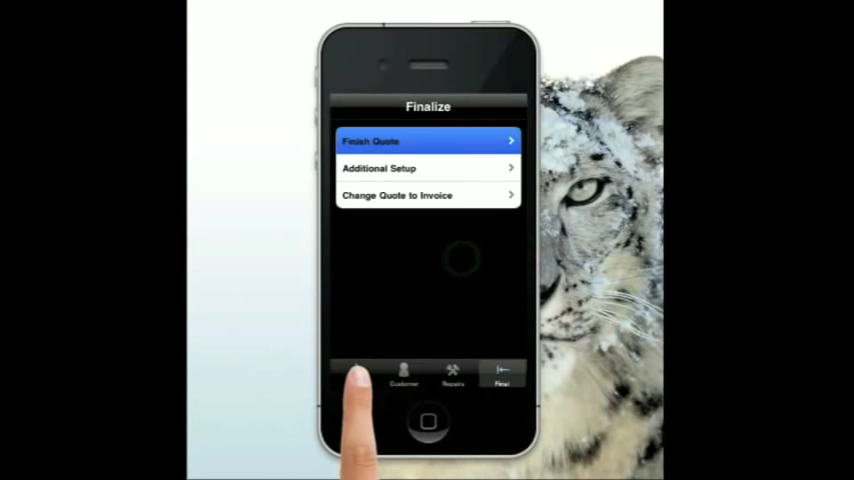 Finalize
Finish Quote
Additional Setup
Change Quote to Invoice
Customer
Repairs
Final